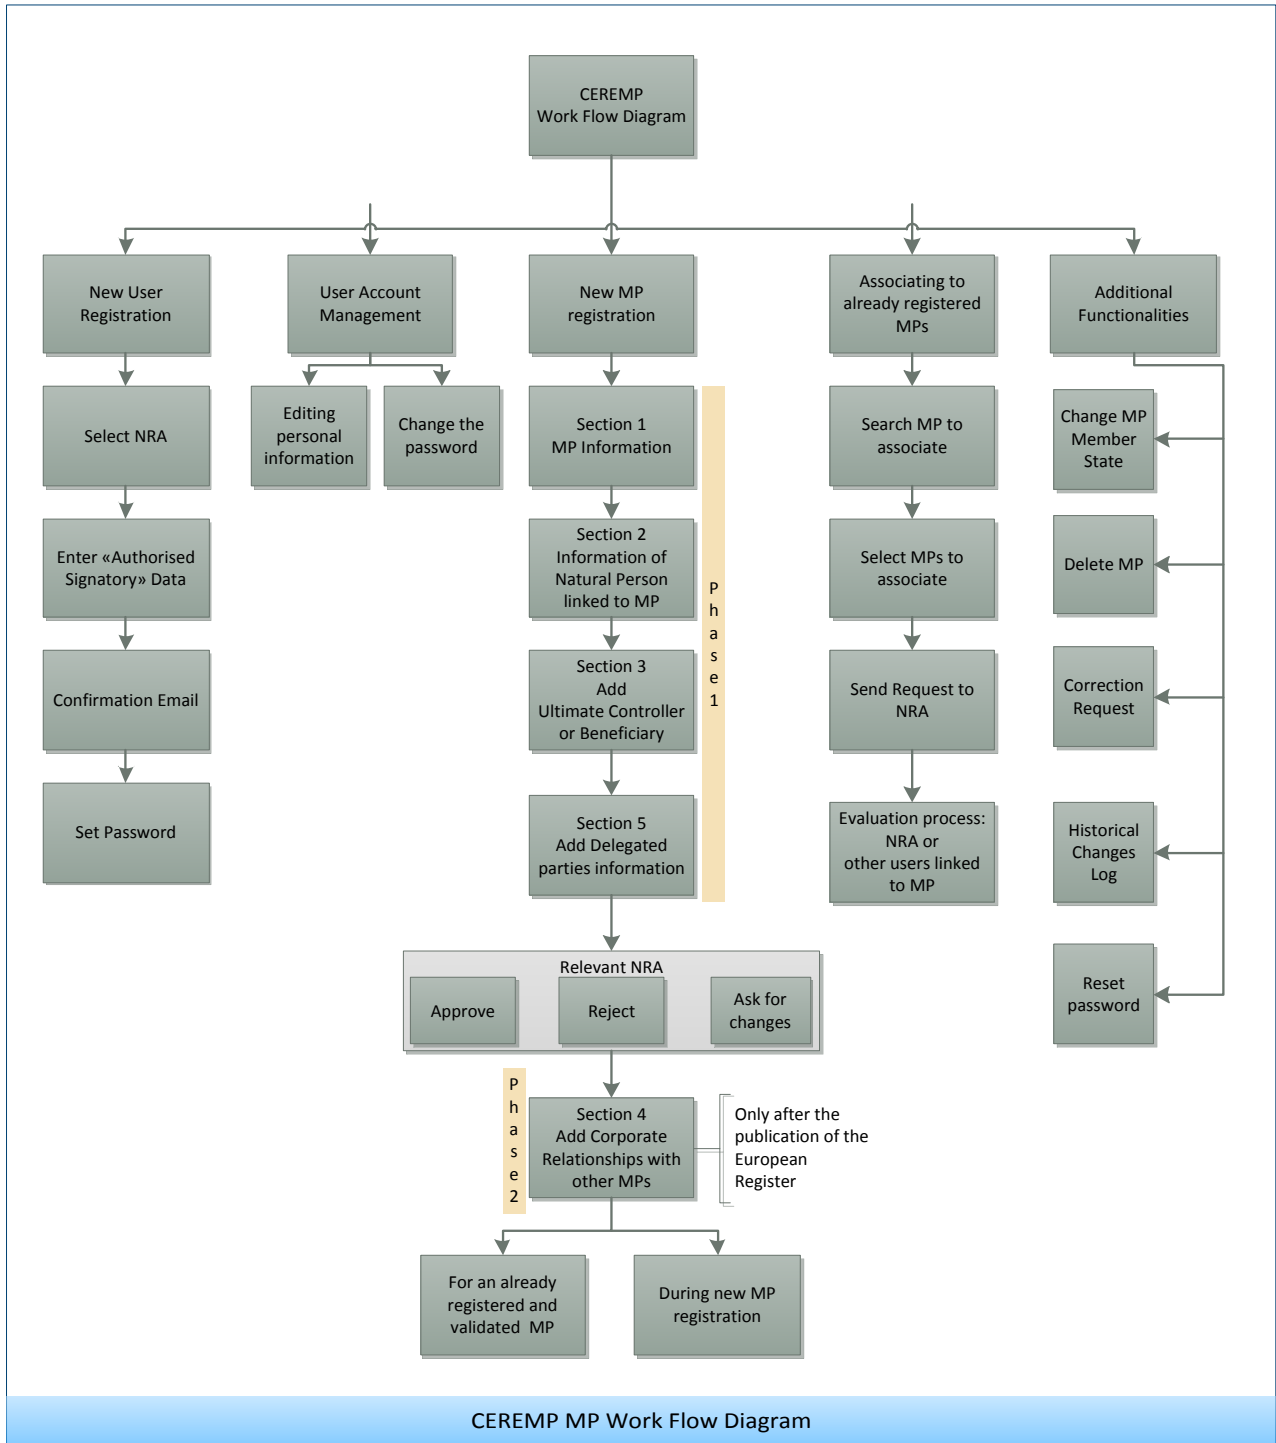 CEREMP
Work Flow Diagram
New User
Registration
User Account
Management
New MP
registration
Associating to
already registered
MPs
Additional
Functionalities
Select NRA
Enter «Authorised
Signatory» Data
Confirmation Email
Set Password
Editing
personal
information
Change the
password
Section 1
MP Information
Section 2
Information of
Natural Person
linked to MP
Section 3
Add
Ultimate Controller
or Beneficiary
Section 5
Add Delegated
parties information
P
h
a
s
e
1
Relevant NRA
Approve
Reject
Ask for
changes
P
h
a
s
e
2
Section 4
Add Corporate
Relationships with
other MPs
Only after the
publication of the
European
Register
For an already
registered and
validated  MP
During new MP
registration
Search MP to
associate
Select MPs to
associate
Send Request to
NRA
Evaluation process:
NRA or
other users linked
to MP
Change MP
Member
State
Delete MP
Correction
Request
Historical
Changes
Log
Reset
password
CEREMP MP Work Flow Diagram